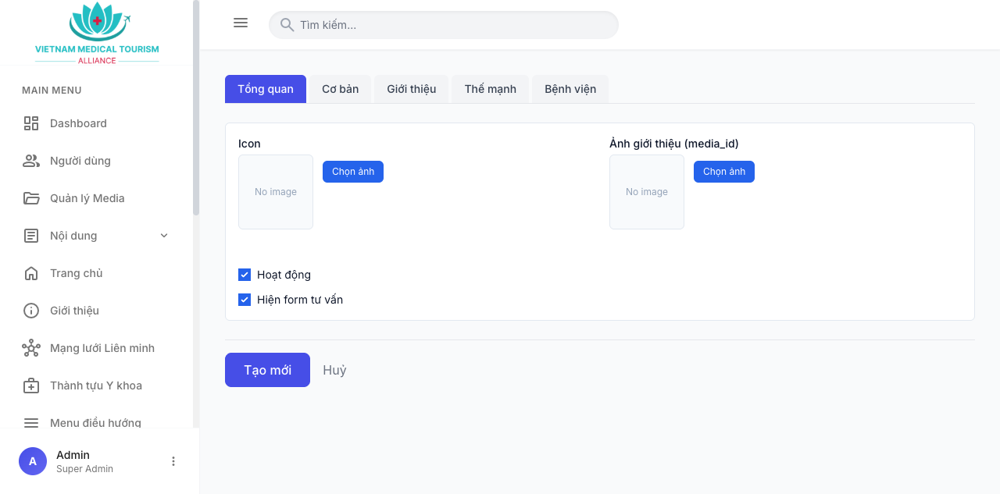 VIETNAM MEDICAL TOURISM
ALLIANCE
MAIN MENU
Dashboard
Người dùng
Quản lý Media
Nội dung
Trang chủ
Giới thiệu
Mạng lưới Liên minh
Thành tựu Y khoa
Menu điều hướng
A
Admin
Super Admin
Tìm kiếm...
Tổng quan
Cơ bản
Giới thiệu
Thế mạnh
Bệnh viện
Icon
No image
Chọn ảnh
Ảnh giới thiệu (media_id)
No image
Chọn ảnh
Hoạt động
Hiện form tư vấn
Tạo mới
Huỷ